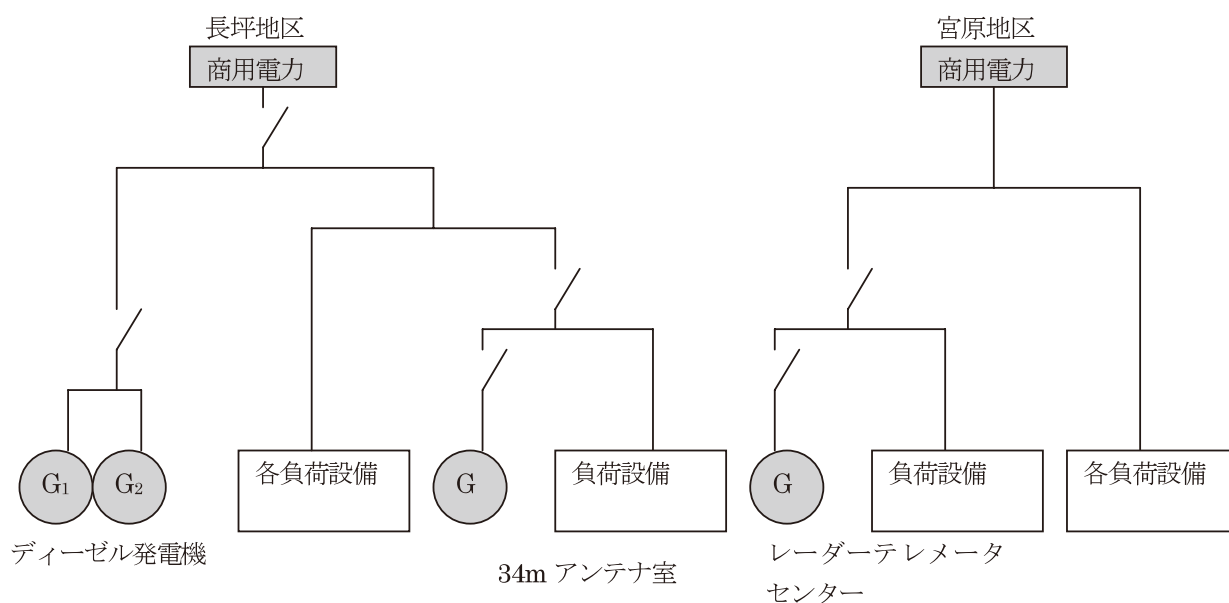 長坪地区
商用電力
宮原地区
商用電力
G1
G2
各負荷設備
G
負荷設備
G
負荷設備
各負荷設備
ディーゼル発電機
34m アンテナ室
レーダーテレメータ
センター